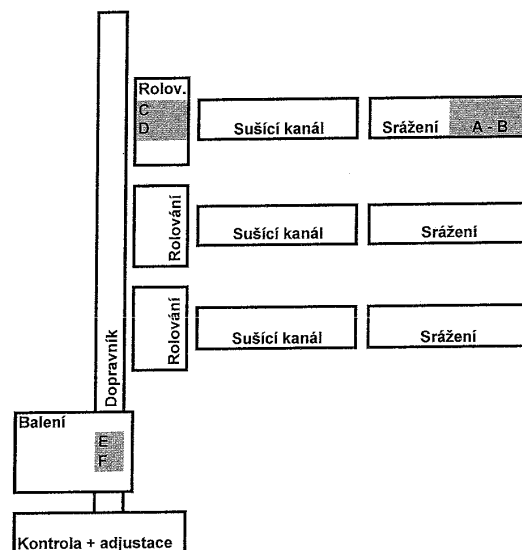 Rolov.
C
D
Sušící kanál
Srážení
A - B
Rolování
Sušící kanál
Srážení
Rolování
Sušící kanál
Srážení
Dopravník
Balení
E
F
Kontrola + adjustace